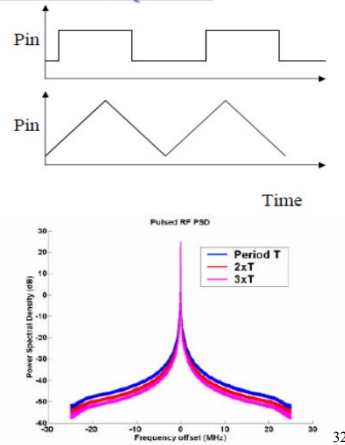 Pin
Pin
Time
Pulsed RF PSD
Power Spectral Density (dB)
30
20
10
0
-10
-20
-30
-40
-50
-60
Period T
2xT
3xT
-30 -20 -10 0 10 20 30
Frequency offset (MHz)
32